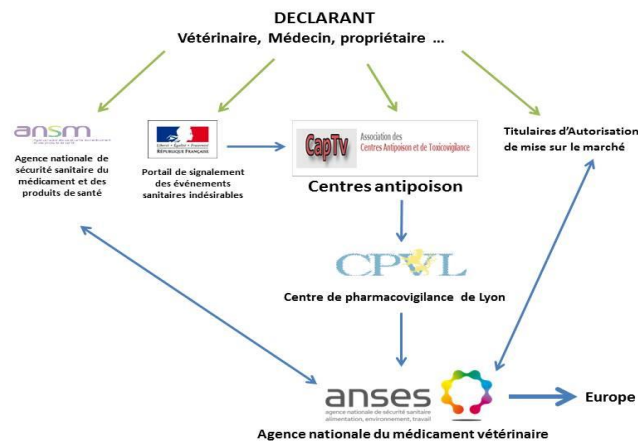 DECLARANT
Vétérinaire, Médecin, propriétaire ...
ansm
Agence nationale de
sécurité sanitaire du
médicament et des
produits de santé
RÉPUBLIQUE FRANÇAISE
Portail de signalement
des événements
sanitaires indésirables
CapTv
Association des
Centres Antipoison et de Toxicovigilance
Centres antipoison
Titulaires d'Autorisation
de mise sur le marché
CPVL
Centre de pharmacovigilance de Lyon
anses
agence nationale de sécurité sanitaire
alimentation, environnement, travail
Europe
Agence nationale du médicament vétérinaire